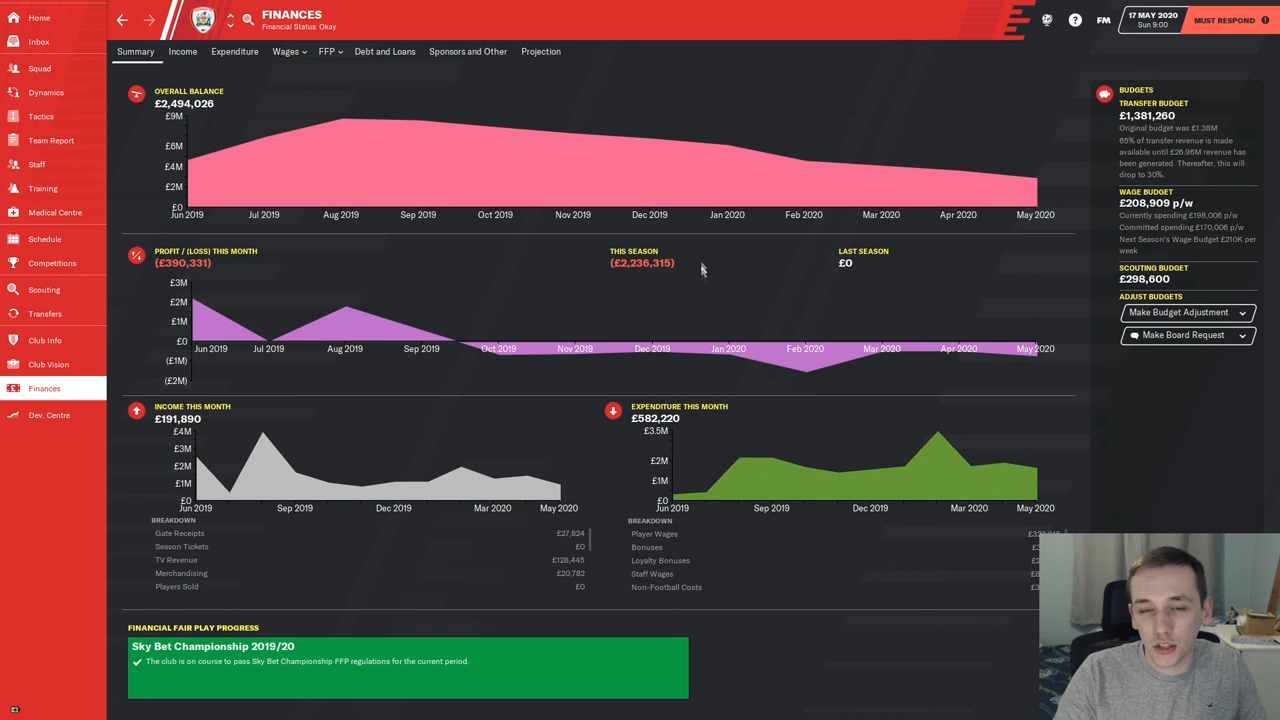 Home
Inbox
Squad
Dynamics
Tactics
Team Report
Staff
Training
Medical Centre
Schedule
Competitions
Scouting
Transfers
Club Info
Club Vision
Finances
Dev. Centre
FINANCES
Financial Status: Okay
?
FM
17 MAY 2020
Sun 9:00
MUST RESPOND
Summary
Income
Expenditure
Wages
FFP
Debt and Loans
Sponsors and Other
Projection
OVERALL BALANCE
£2,494,026
£9M
£6M
£4M
£2M
£0
Jun 2019 Jul 2019 Aug 2019 Sep 2019 Oct 2019 Nov 2019 Dec 2019 Jan 2020 Feb 2020 Mar 2020 Apr 2020 May 2020
PROFIT / (LOSS) THIS MONTH
(£390,331)
THIS SEASON
(£2,236,315)
LAST SEASON
£0
£3M
£2M
£1M
£0
(£1M)
(£2M)
Jun 2019 Jul 2019 Aug 2019 Sep 2019 Oct 2019 Nov 2019 Dec 2019 Jan 2020 Feb 2020 Mar 2020 Apr 2020 May 2020
INCOME THIS MONTH
£191,890
£4M
£3M
£2M
£1M
£0
Jun 2019 Sep 2019 Dec 2019 Mar 2020 May 2020
BREAKDOWN
Gate Receipts £27,824
Season Tickets £0
TV Revenue £128,445
Merchandising £20,782
Players Sold £0
EXPENDITURE THIS MONTH
£582,220
£3.5M
£2M
£1M
£0
Jun 2019 Sep 2019 Dec 2019 Mar 2020 May 2020
BREAKDOWN
Player Wages
Bonuses
Loyalty Bonuses
Staff Wages
Non-Football Costs
FINANCIAL FAIR PLAY PROGRESS
Sky Bet Championship 2019/20
The club is on course to pass Sky Bet Championship FFP regulations for the current period.
BUDGETS
TRANSFER BUDGET
£1,381,260
Original budget was £1.38M
65% of transfer revenue is made
available until £26.96M revenue has
been generated. Thereafter, this will
drop to 30%.
WAGE BUDGET
£208,909 p/w
Currently spending £198,006 p/w
Committed spending £170,006 p/w
Next Season's Wage Budget £210K per
week
SCOUTING BUDGET
£298,600
ADJUST BUDGETS
Make Budget Adjustment
Make Board Request